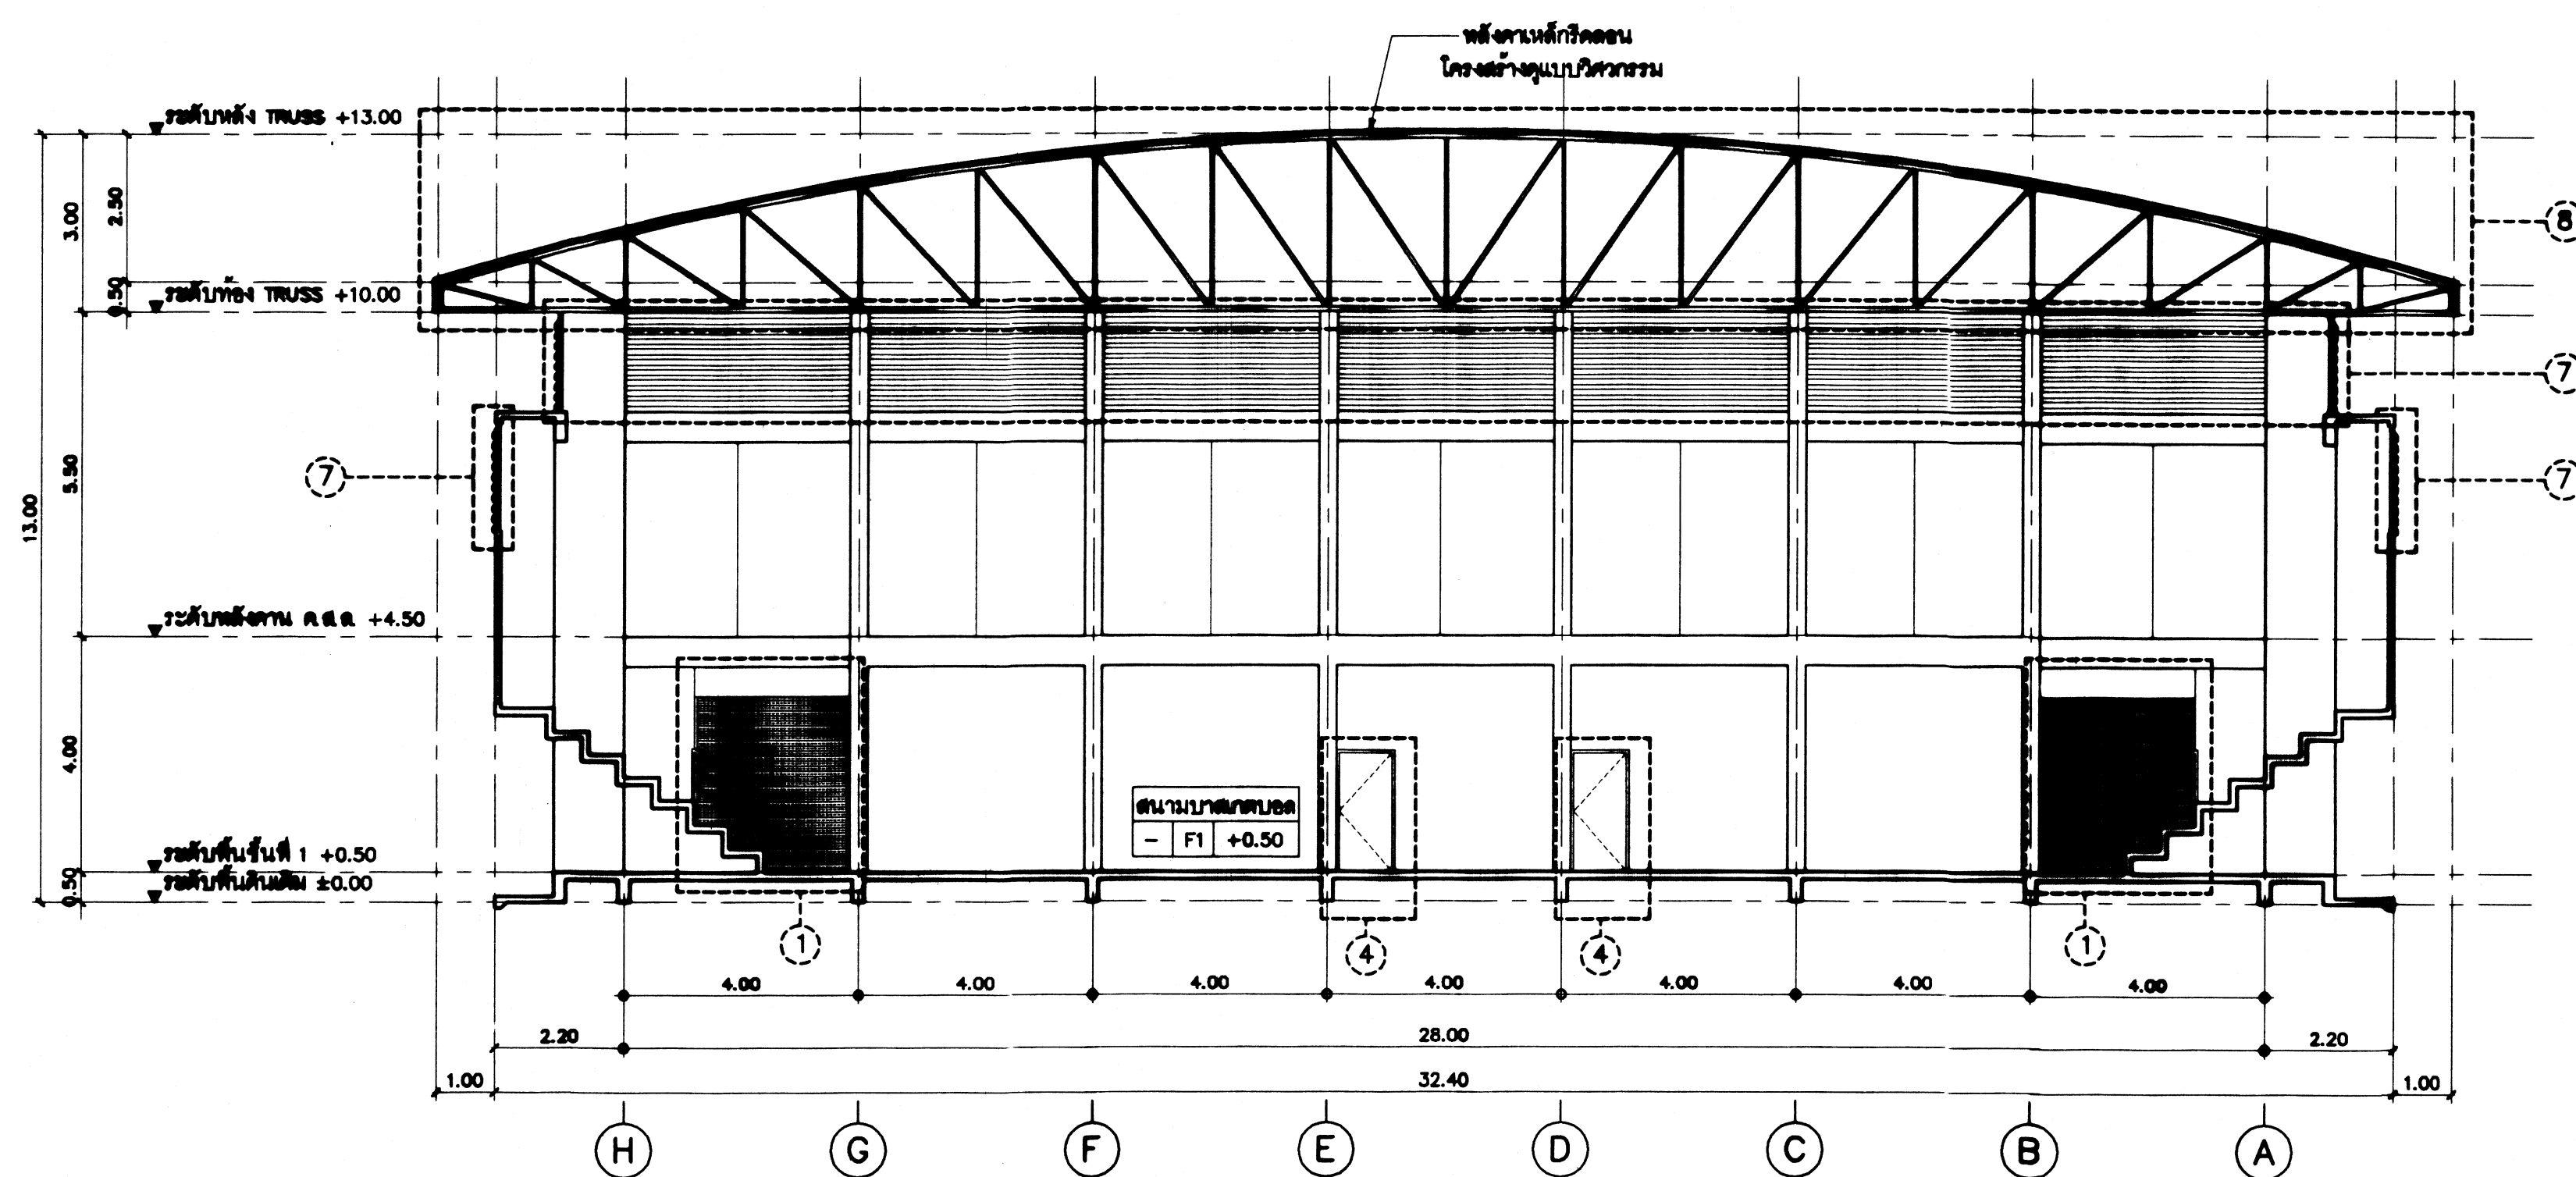 หลังคาเหล็กรีดลอน
โครงสร้างดูแบบวิศวกรรม
ระดับหลัง TRUSS +13.00
2.50
3.00
8
0.50
ระดับท้อง TRUSS +10.00
7
7
7
5.50
13.00
ระดับหลังคาน ค.ส.ล. +4.50
4.00
สนามบาสเกตบอล
- F1 +0.50
ระดับพื้นชั้นที่ 1 +0.50
ระดับพื้นดินเดิม ±0.00
0.50
1
4
4
1
4.00 4.00 4.00 4.00 4.00 4.00 4.00
2.20 28.00 2.20
1.00 32.40 1.00
H G F E D C B A